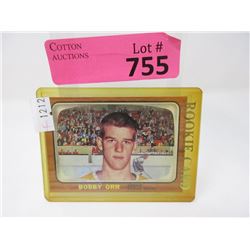 COTTON
AUCTIONS
Lot #
755
1212
ROOKIE CARD
BOBBY ORR